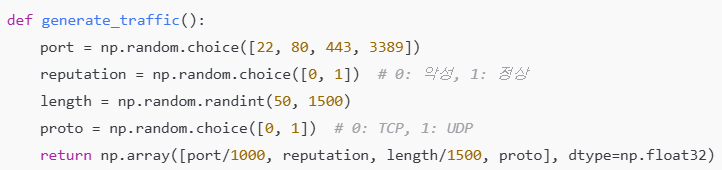 def generate_traffic():
    port = np.random.choice([22, 80, 443, 3389])
    reputation = np.random.choice([0, 1])  # 0: 악성, 1: 정상
    length = np.random.randint(50, 1500)
    proto = np.random.choice([0, 1])  # 0: TCP, 1: UDP
    return np.array([port/1000, reputation, length/1500, proto], dtype=np.float32)